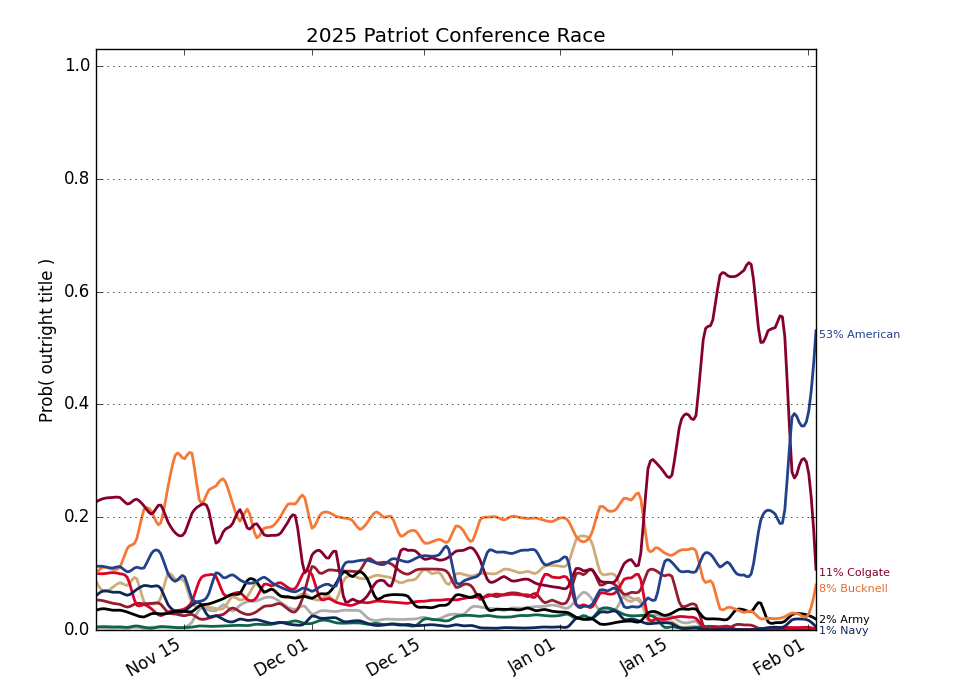 2025 Patriot Conference Race
Prob( outright title )
1.0
0.8
0.6
0.4
0.2
0.0
53% American
11% Colgate
8% Bucknell
2% Army
1% Navy
Nov 15
Dec 01
Dec 15
Jan 01
Jan 15
Feb 01